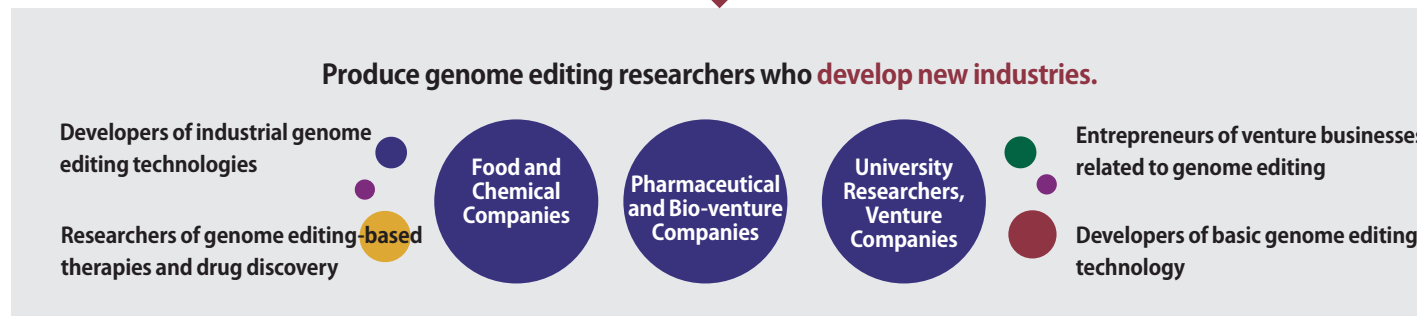 Produce genome editing researchers who develop new industries.
Developers of industrial genome
editing technologies
Researchers of genome editing-based
therapies and drug discovery
Food and
Chemical
Companies
Pharmaceutical
and Bio-venture
Companies
University
Researchers,
Venture
Companies
Entrepreneurs of venture businesses
related to genome editing
Developers of basic genome editing
technology